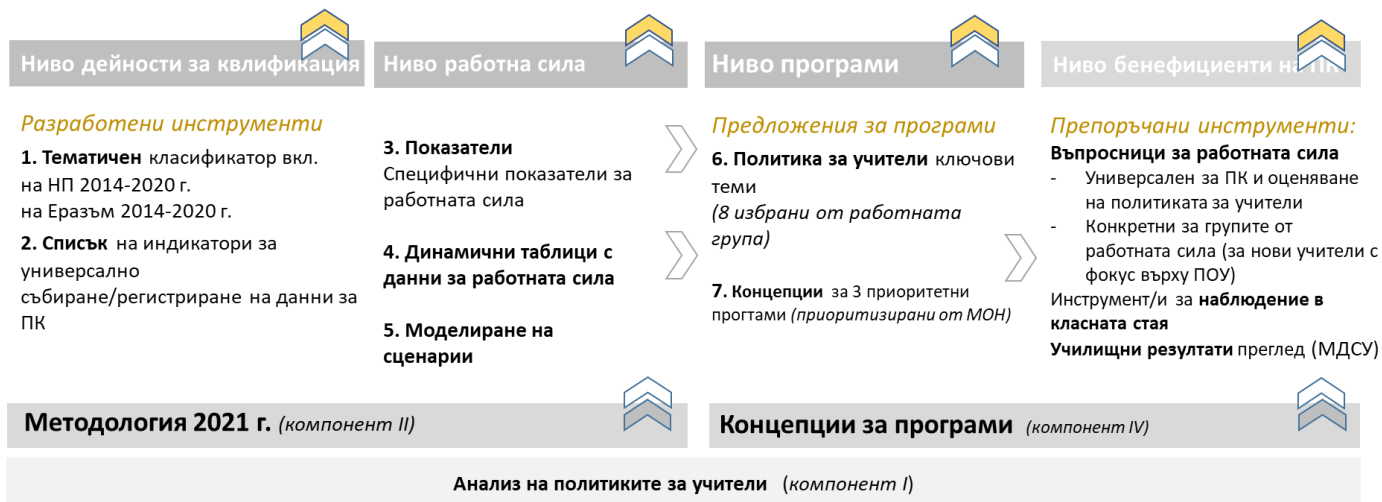 Ниво дейности за квлификация
Разработени инструменти
1. Тематичен класификатор вкл.
на НП 2014-2020 г.
на Еразъм 2014-2020 г.
2. Списък на индикатори за
универсално
събиране/регистриране на данни за
ПК
Ниво работна сила
3. Показатели
Специфични показатели за
работната сила
4. Динамични таблици с
данни за работната сила
5. Моделиране на
сценарии
Ниво програми
Предложения за програми
6. Политика за учители ключови
теми
(8 избрани от работната
група)
7. Концепции за 3 приоритетни
прогтами (приоритизирани от МОН)
Ниво бенефициенти на ПК
Препоръчани инструменти:
Въпросници за работната сила
- Универсален за ПК и оценяване
на политиката за учители
- Конкретни за групите от
работната сила (за нови учители с
фокус върху ПОУ)
Инструмент/и за наблюдение в
класната стая
Училищни резултати преглед (МДСУ)
Методология 2021 г. (компонент II)
Концепции за програми (компонент IV)
Анализ на политиките за учители (компонент I)